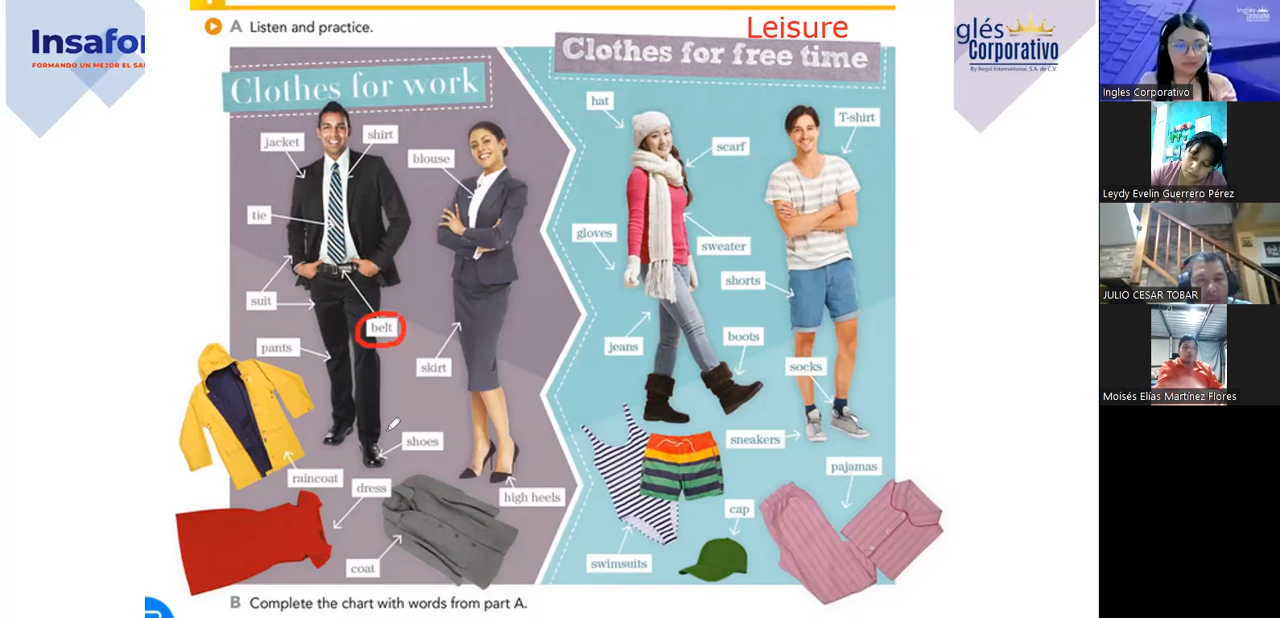 Insafor
FORMANDO UN MEJOR EL SA
A Listen and practice.
Leisure
glés
Corporativo
By Regal International, S.A. de C.V.
Clothes for work
Clothes for free time
jacket
shirt
blouse
tie
suit
belt
pants
skirt
shoes
raincoat
dress
high heels
coat
hat
T-shirt
scarf
gloves
sweater
shorts
jeans
boots
socks
sneakers
pajamas
cap
swimsuits
B Complete the chart with words from part A.
Ingles Corporativo
Leydy Evelin Guerrero Pérez
JULIO CESAR TOBAR
Moisés Elías Martínez Flores